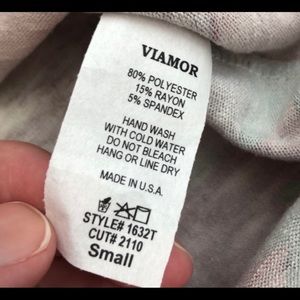 VIAMOR
80% POLYESTER
15% RAYON
5% SPANDEX
HAND WASH
WITH COLD WATER
DO NOT BLEACH
HANG OR LINE DRY
MADE IN U.S.A.
STYLE# 1632T
CUT# 2110
Small